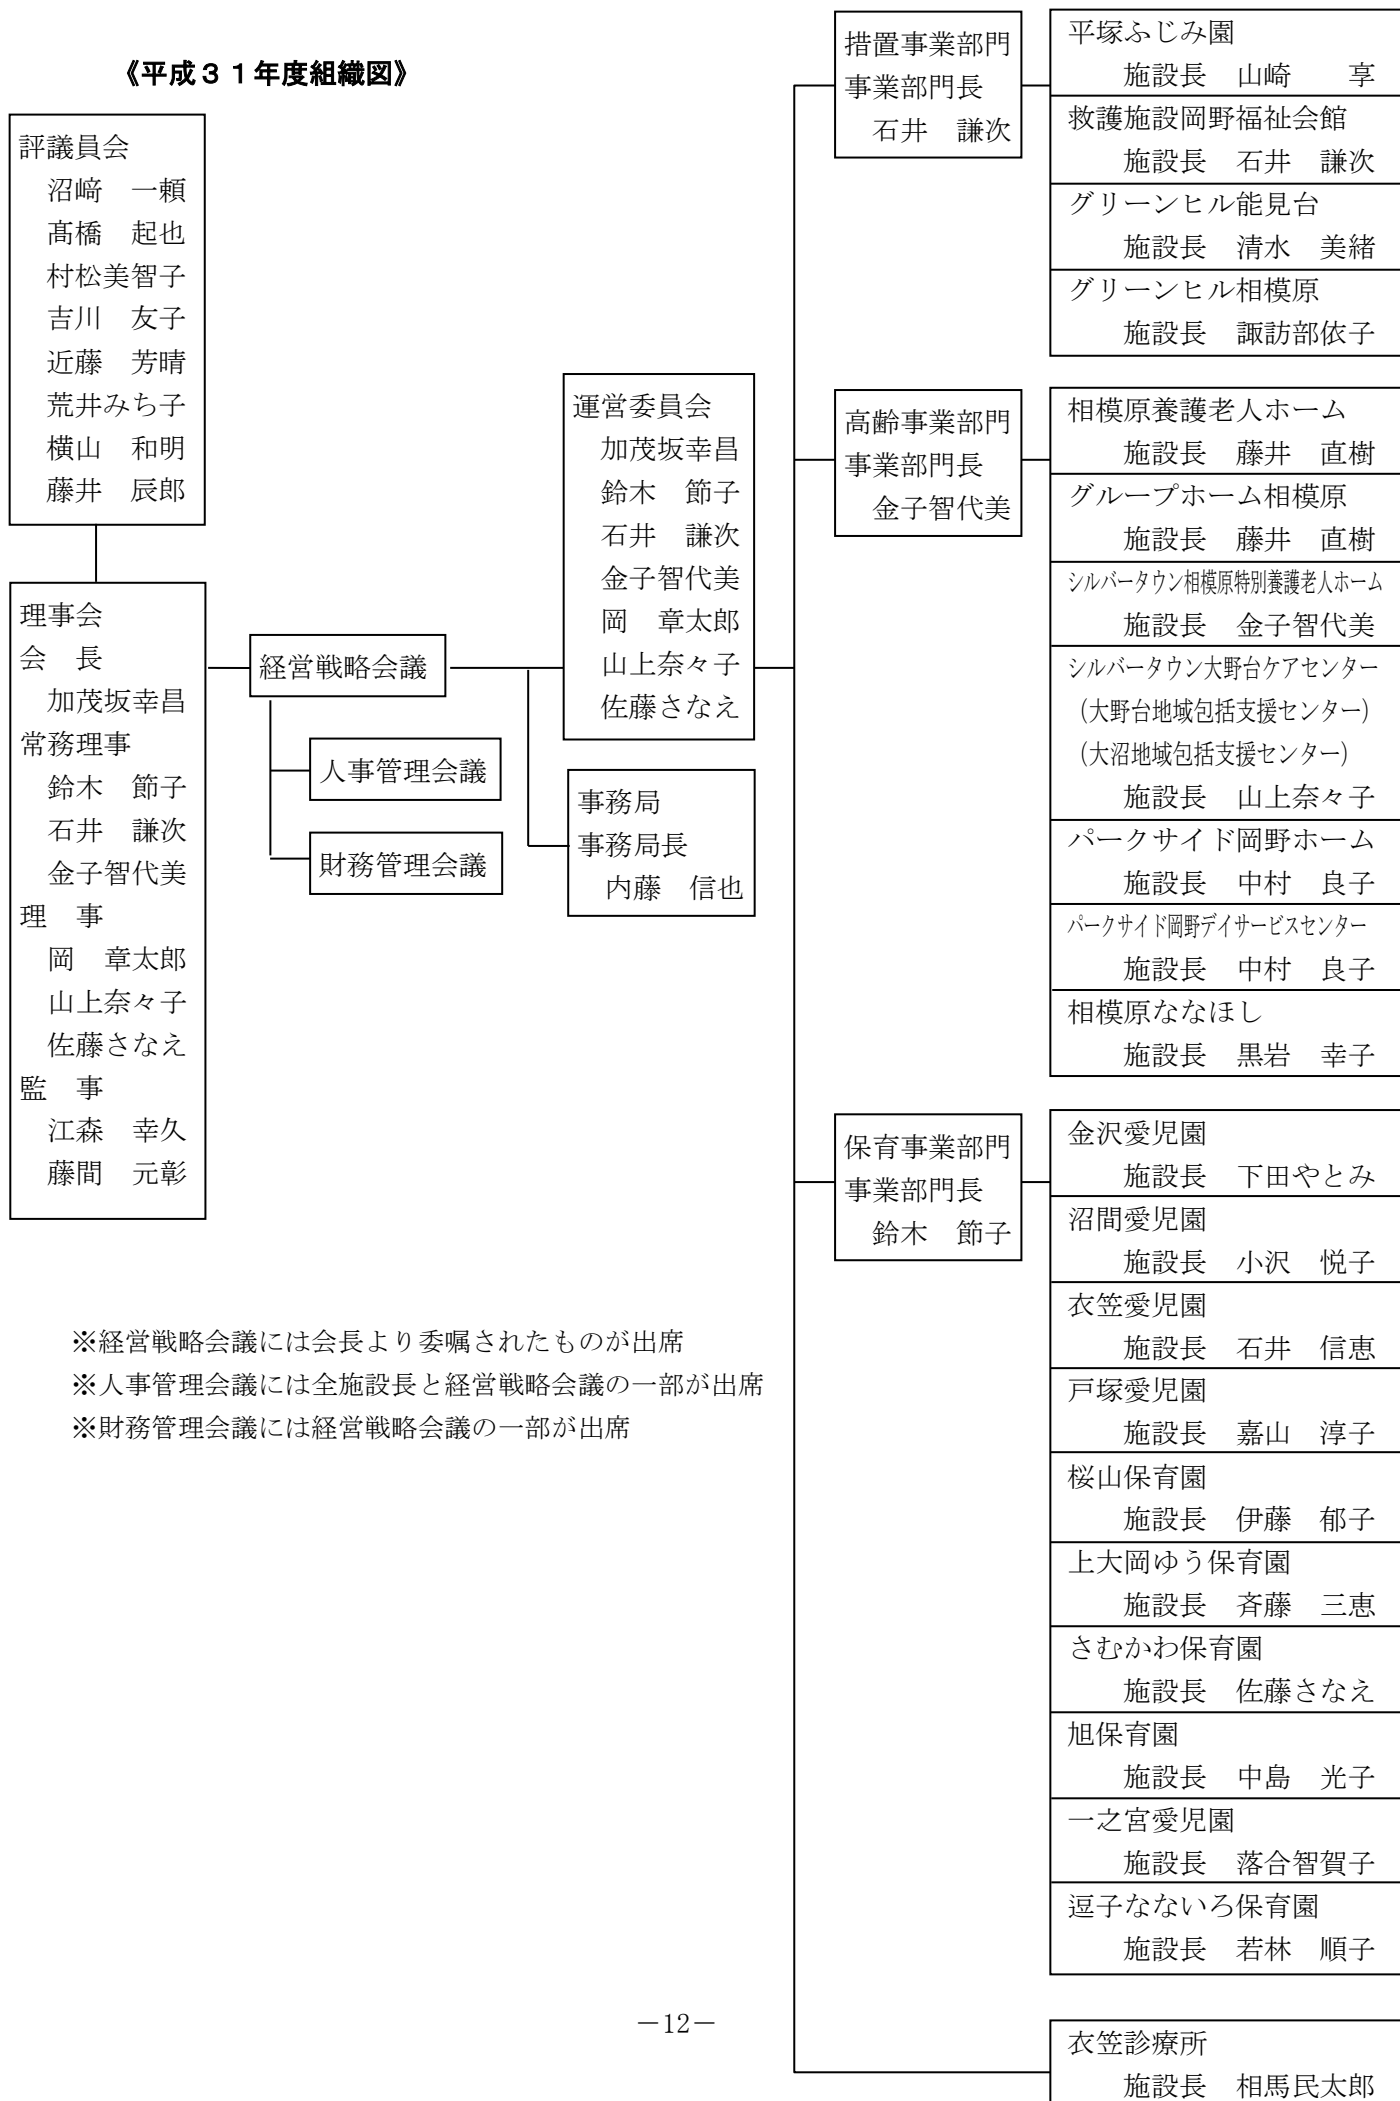 《平成３１年度組織図》
評議員会
沼﨑　一頼
髙橋　起也
村松美智子
吉川　友子
近藤　芳晴
荒井みち子
横山　和明
藤井　辰郎
理事会
会　長
加茂坂幸昌
常務理事
鈴木　節子
石井　謙次
金子智代美
理　事
岡　章太郎
山上奈々子
佐藤さなえ
監　事
江森　幸久
藤間　元彰
経営戦略会議
人事管理会議
財務管理会議
運営委員会
加茂坂幸昌
鈴木　節子
石井　謙次
金子智代美
岡　章太郎
山上奈々子
佐藤さなえ
事務局
事務局長
内藤　信也
措置事業部門
事業部門長
石井　謙次
平塚ふじみ園
施設長　山崎　　享
救護施設岡野福祉会館
施設長　石井　謙次
グリーンヒル能見台
施設長　清水　美緒
グリーンヒル相模原
施設長　諏訪部依子
高齢事業部門
事業部門長
金子智代美
相模原養護老人ホーム
施設長　藤井　直樹
グループホーム相模原
施設長　藤井　直樹
シルバータウン相模原特別養護老人ホーム
施設長　金子智代美
シルバータウン大野台ケアセンター
（大野台地域包括支援センター）
（大沼地域包括支援センター）
施設長　山上奈々子
パークサイド岡野ホーム
施設長　中村　良子
パークサイド岡野デイサービスセンター
施設長　中村　良子
相模原ななほし
施設長　黒岩　幸子
保育事業部門
事業部門長
鈴木　節子
金沢愛児園
施設長　下田やとみ
沼間愛児園
施設長　小沢　悦子
衣笠愛児園
施設長　石井　信恵
戸塚愛児園
施設長　嘉山　淳子
桜山保育園
施設長　伊藤　郁子
上大岡ゆう保育園
施設長　斉藤　三恵
さむかわ保育園
施設長　佐藤さなえ
旭保育園
施設長　中島　光子
一之宮愛児園
施設長　落合智賀子
逗子なないろ保育園
施設長　若林　順子
衣笠診療所
施設長　相馬民太郎
※経営戦略会議には会長より委嘱されたものが出席
※人事管理会議には全施設長と経営戦略会議の一部が出席
※財務管理会議には経営戦略会議の一部が出席
－12－